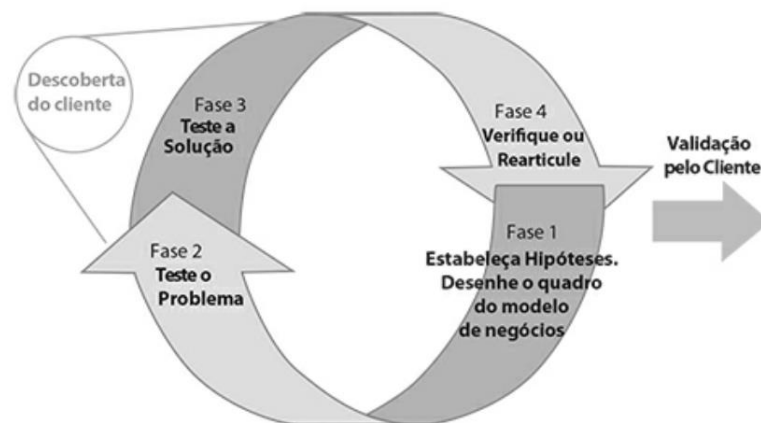 Descoberta
do cliente
Fase 3
Teste a
Solução
Fase 4
Verifique ou
Rearticule
Validação
pelo Cliente
Fase 2
Teste o
Problema
Fase 1
Estabeleça Hipóteses.
Desenhe o quadro
do modelo
de negócios